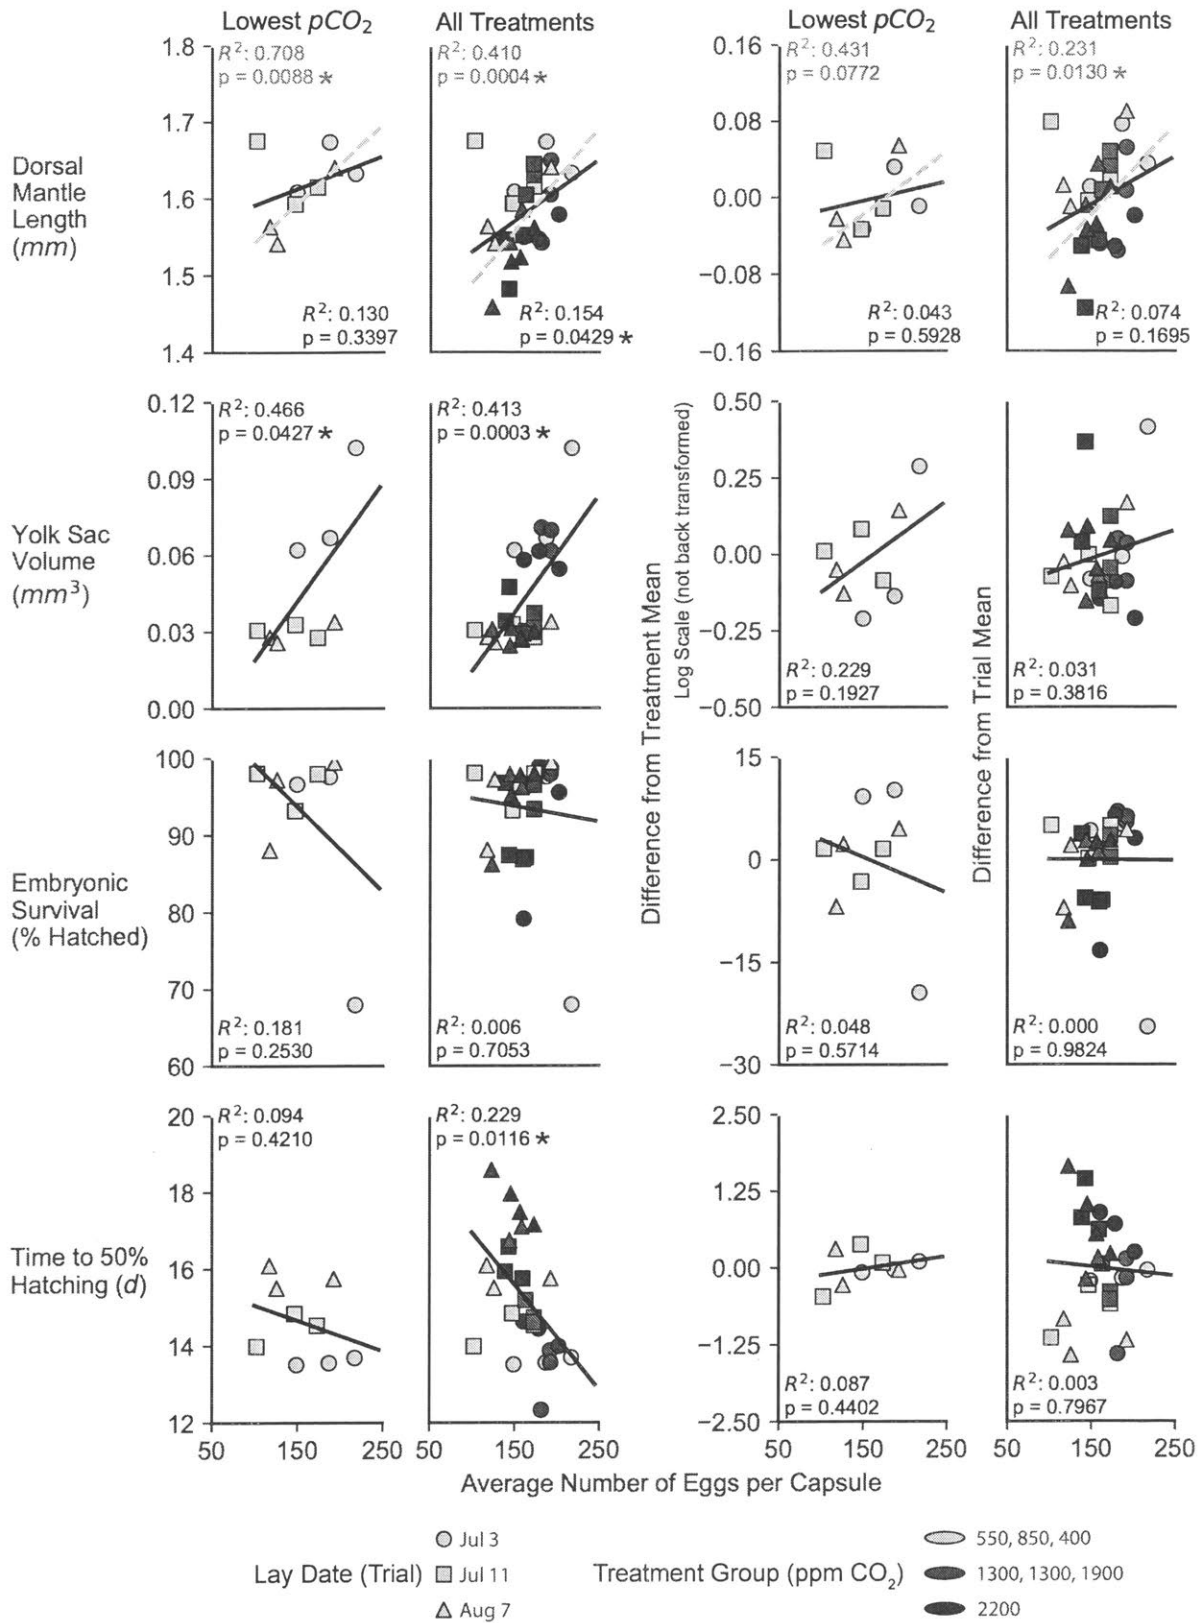 Lowest pCO₂
All Treatments
Lowest pCO₂
All Treatments
Dorsal
Mantle
Length
(mm)
1.8
1.7
1.6
1.5
1.4
R²: 0.708
p = 0.0088 *
R²: 0.130
p = 0.3397
R²: 0.410
p = 0.0004 *
R²: 0.154
p = 0.0429 *
0.16
0.08
0.00
−0.08
−0.16
R²: 0.431
p = 0.0772
R²: 0.043
p = 0.5928
R²: 0.231
p = 0.0130 *
R²: 0.074
p = 0.1695
Yolk Sac
Volume
(mm³)
0.12
0.09
0.06
0.03
0.00
R²: 0.466
p = 0.0427 *
R²: 0.413
p = 0.0003 *
Difference from Treatment Mean
Log Scale (not back transformed)
0.50
0.25
0.00
−0.25
−0.50
R²: 0.229
p = 0.1927
Difference from Trial Mean
R²: 0.031
p = 0.3816
Embryonic
Survival
(% Hatched)
100
90
80
70
60
R²: 0.181
p = 0.2530
R²: 0.006
p = 0.7053
15
0
−15
−30
R²: 0.048
p = 0.5714
R²: 0.000
p = 0.9824
Time to 50%
Hatching (d)
20
18
16
14
12
R²: 0.094
p = 0.4210
R²: 0.229
p = 0.0116 *
2.50
1.25
0.00
−1.25
−2.50
R²: 0.087
p = 0.4402
R²: 0.003
p = 0.7967
50 150 250
50 150 250
50 150 250
50 150 250
Average Number of Eggs per Capsule
Lay Date (Trial)
Jul 3
Jul 11
Aug 7
Treatment Group (ppm CO₂)
550, 850, 400
1300, 1300, 1900
2200